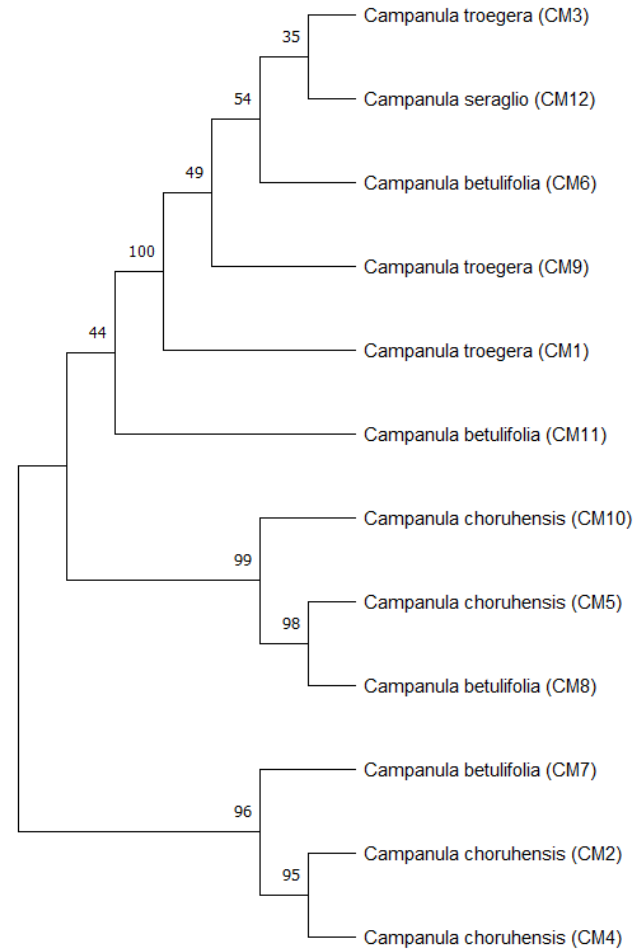 Campanula troegera (CM3)
35
Campanula seraglio (CM12)
54
Campanula betulifolia (CM6)
49
Campanula troegera (CM9)
100
Campanula troegera (CM1)
44
Campanula betulifolia (CM11)
Campanula choruhensis (CM10)
99
Campanula choruhensis (CM5)
98
Campanula betulifolia (CM8)
Campanula betulifolia (CM7)
96
Campanula choruhensis (CM2)
95
Campanula choruhensis (CM4)